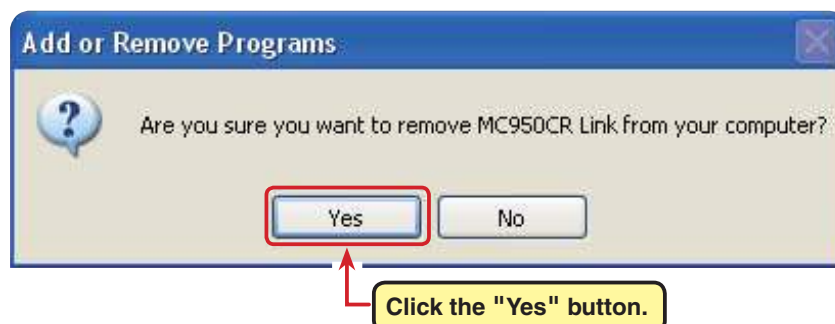 Add or Remove Programs
?
Are you sure you want to remove MC950CR Link from your computer?
Yes
No
Click the "Yes" button.